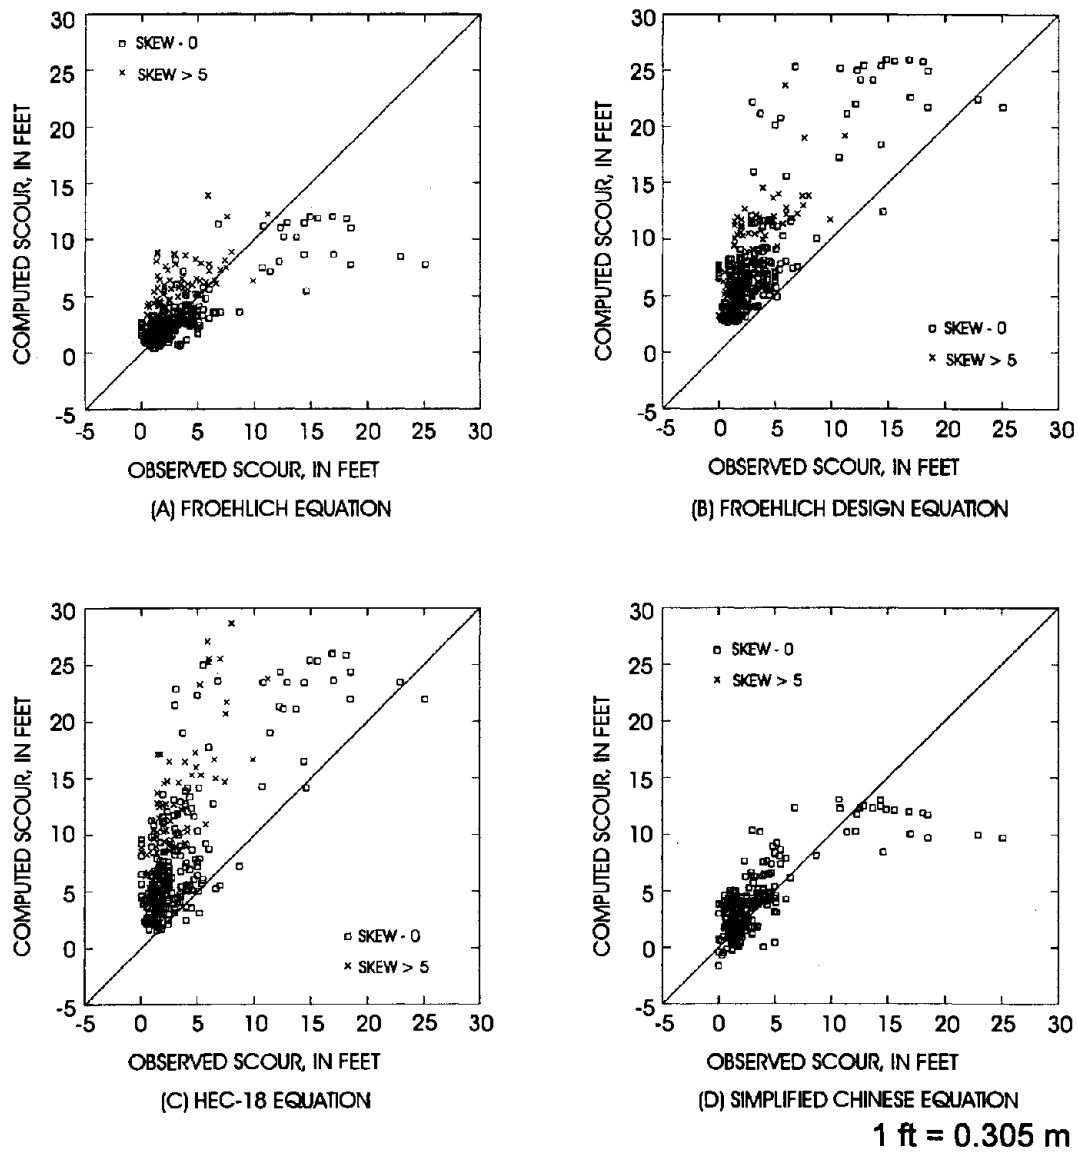 30
25
20
15
10
5
0
-5
-5 0 5 10 15 20 25 30
COMPUTED SCOUR, IN FEET
SKEW - 0
SKEW > 5
OBSERVED SCOUR, IN FEET
(A) FROEHLICH EQUATION
30
25
20
15
10
5
0
-5
-5 0 5 10 15 20 25 30
COMPUTED SCOUR, IN FEET
SKEW - 0
SKEW > 5
OBSERVED SCOUR, IN FEET
(B) FROEHLICH DESIGN EQUATION
30
25
20
15
10
5
0
-5
-5 0 5 10 15 20 25 30
COMPUTED SCOUR, IN FEET
SKEW - 0
SKEW > 5
OBSERVED SCOUR, IN FEET
(C) HEC-18 EQUATION
30
25
20
15
10
5
0
-5
-5 0 5 10 15 20 25 30
COMPUTED SCOUR, IN FEET
SKEW - 0
SKEW > 5
OBSERVED SCOUR, IN FEET
(D) SIMPLIFIED CHINESE EQUATION
1 ft = 0.305 m